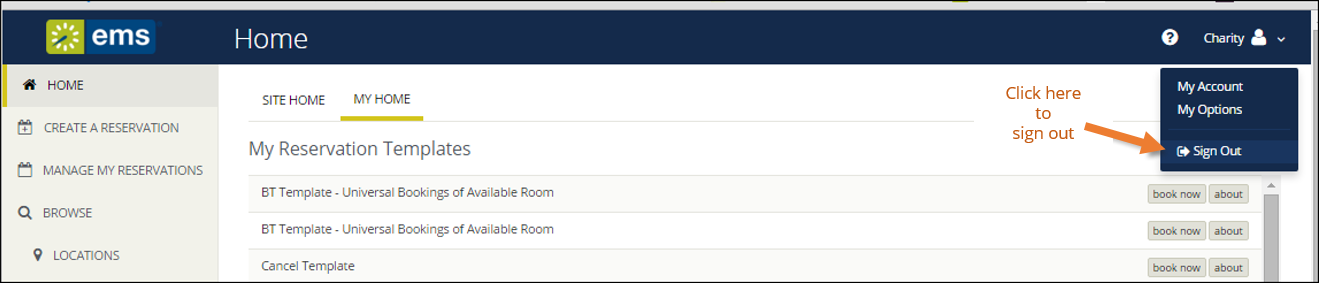 ems
Home
Charity
HOME
CREATE A RESERVATION
MANAGE MY RESERVATIONS
BROWSE
LOCATIONS
SITE HOME
MY HOME
My Reservation Templates
BT Template - Universal Bookings of Available Room
book now about
BT Template - Universal Bookings of Available Room
book now about
Cancel Template
book now about
Click here
to
sign out
My Account
My Options
Sign Out